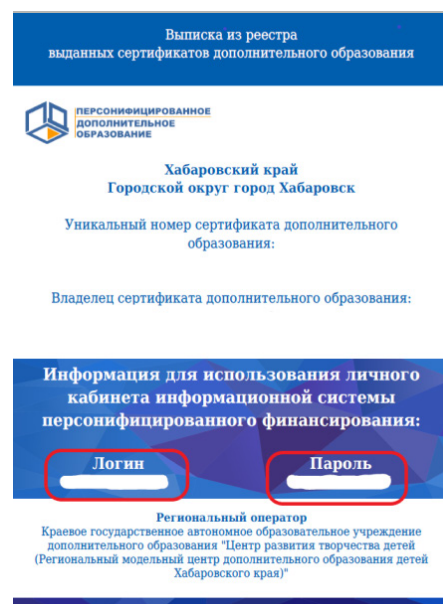 Выписка из реестра
выданных сертификатов дополнительного образования
ПЕРСОНИФИЦИРОВАННОЕ
ДОПОЛНИТЕЛЬНОЕ
ОБРАЗОВАНИЕ
Хабаровский край
Городской округ город Хабаровск
Уникальный номер сертификата дополнительного
образования:
Владелец сертификата дополнительного образования:
Информация для использования личного
кабинета информационной системы
персонифицированного финансирования:
Логин Пароль
Региональный оператор
Краевое государственное автономное образовательное учреждение
дополнительного образования "Центр развития творчества детей
(Региональный модельный центр дополнительного образования детей
Хабаровского края)"